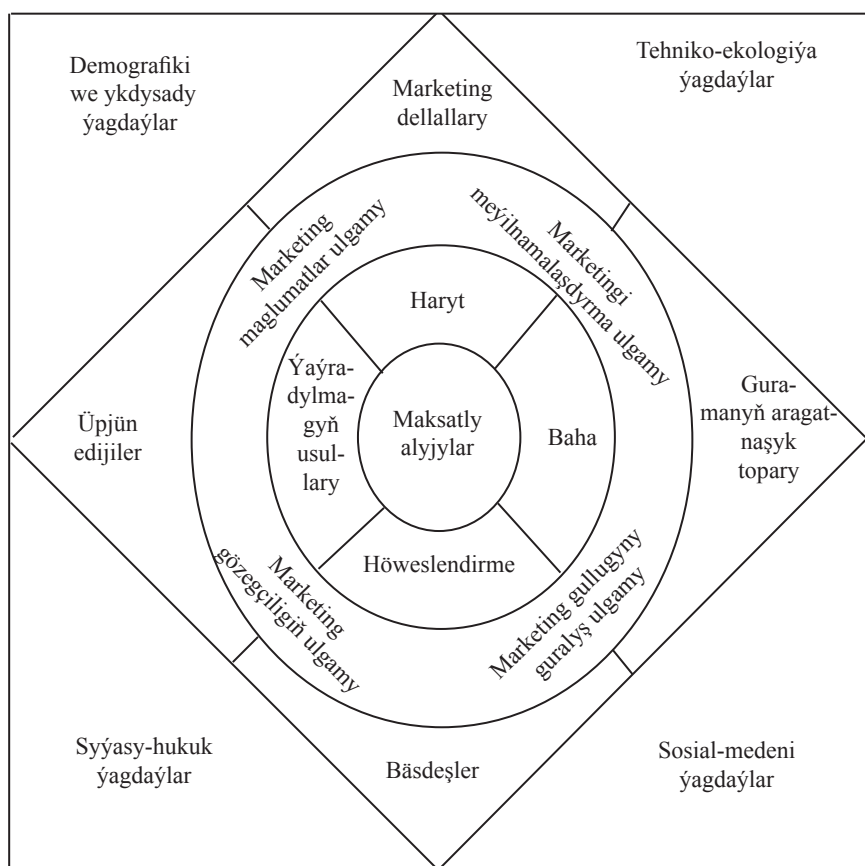 Demografiki
we ykdysady
ýagdaýlar
Tehniko-ekologiýa
ýagdaýlar
Marketing
dellallary
Marketing
maglumatlar ulgamy
Marketingi
meýilnamalaşdyrma ulgamy
Haryt
Ýaýra-
dylma-
gyň
usul-
lary
Maksatly
alyjylar
Baha
Höweslendirme
Üpjün
edijiler
Gura-
manyň aragat-
naşyk
topary
Marketing
gözegçiligiň ulgamy
Marketing gullugyny
guralyş ulgamy
Syýasy-hukuk
ýagdaýlar
Bäsdeşler
Sosial-medeni
ýagdaýlar